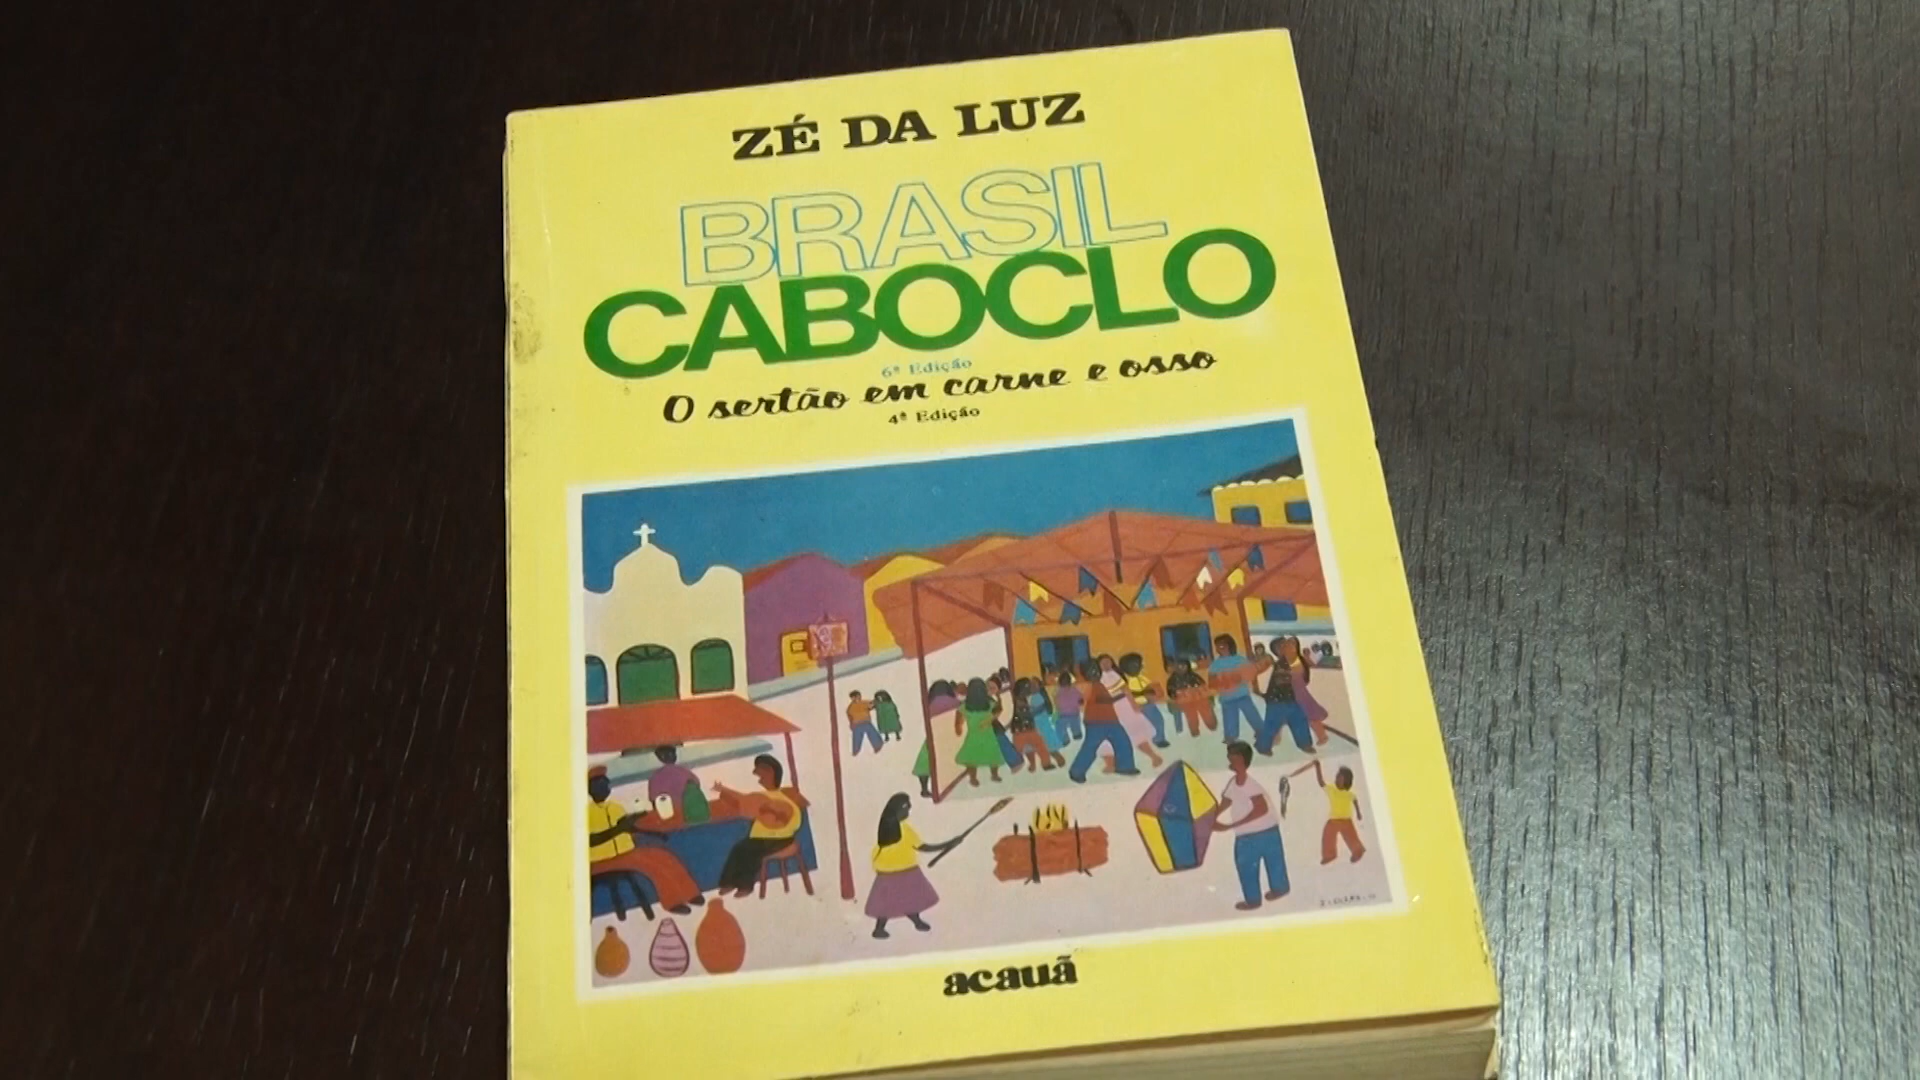 ZÉ DA LUZ
BRASIL
CABOCLO
6ª Edição
O sertão em carne e osso
4ª Edição
acauã